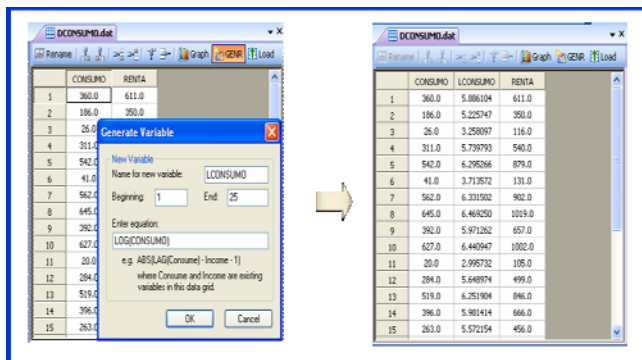 DCONSUMO.dat
Rename Graph GENR Load
CONSUMO RENTA
1 360.0 611.0
2 186.0 350.0
3 26.0
4 311.0
5 542.0
6 41.0
7 562.0
8 645.0
9 392.0
10 627.0
11 20.0
12 284.0
13 519.0
14 396.0
15 263.0
Generate Variable
New Variable
Name for new variable: LCONSUMO
Beginning: 1 End: 25
Enter equation:
LOG(CONSUMO)
e.g. ABS(LAG(Consume) - Income - 1)
where Consume and Income are existing
variables in this data grid.
OK Cancel
DCONSUMO.dat
Rename Graph GENR Load
CONSUMO LCONSUMO RENTA
1 360.0 5.886104 611.0
2 186.0 5.225747 350.0
3 26.0 3.258097 116.0
4 311.0 5.739793 540.0
5 542.0 6.295266 879.0
6 41.0 3.713572 131.0
7 562.0 6.331502 902.0
8 645.0 6.469250 1019.0
9 392.0 5.971262 657.0
10 627.0 6.440947 1002.0
11 20.0 2.995732 105.0
12 284.0 5.648974 499.0
13 519.0 6.251904 846.0
14 396.0 5.981414 666.0
15 263.0 5.572154 456.0